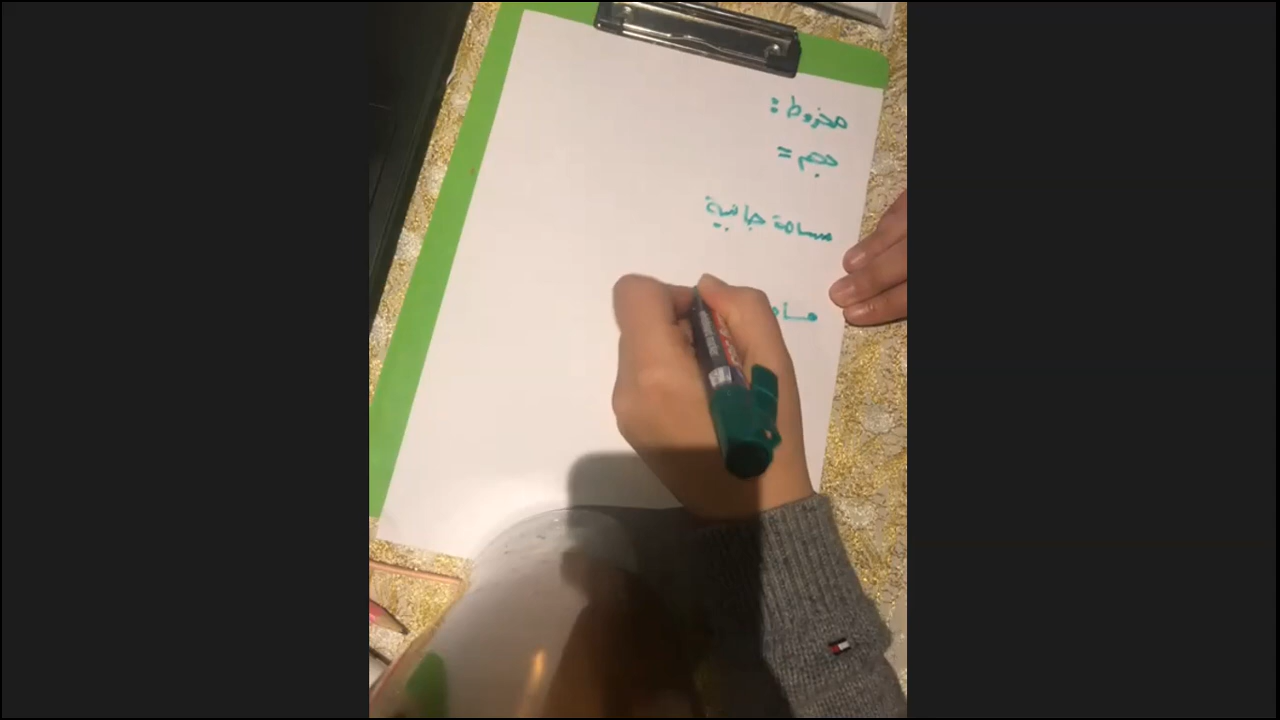 مخروط :
حجم =
مساحة جانبية